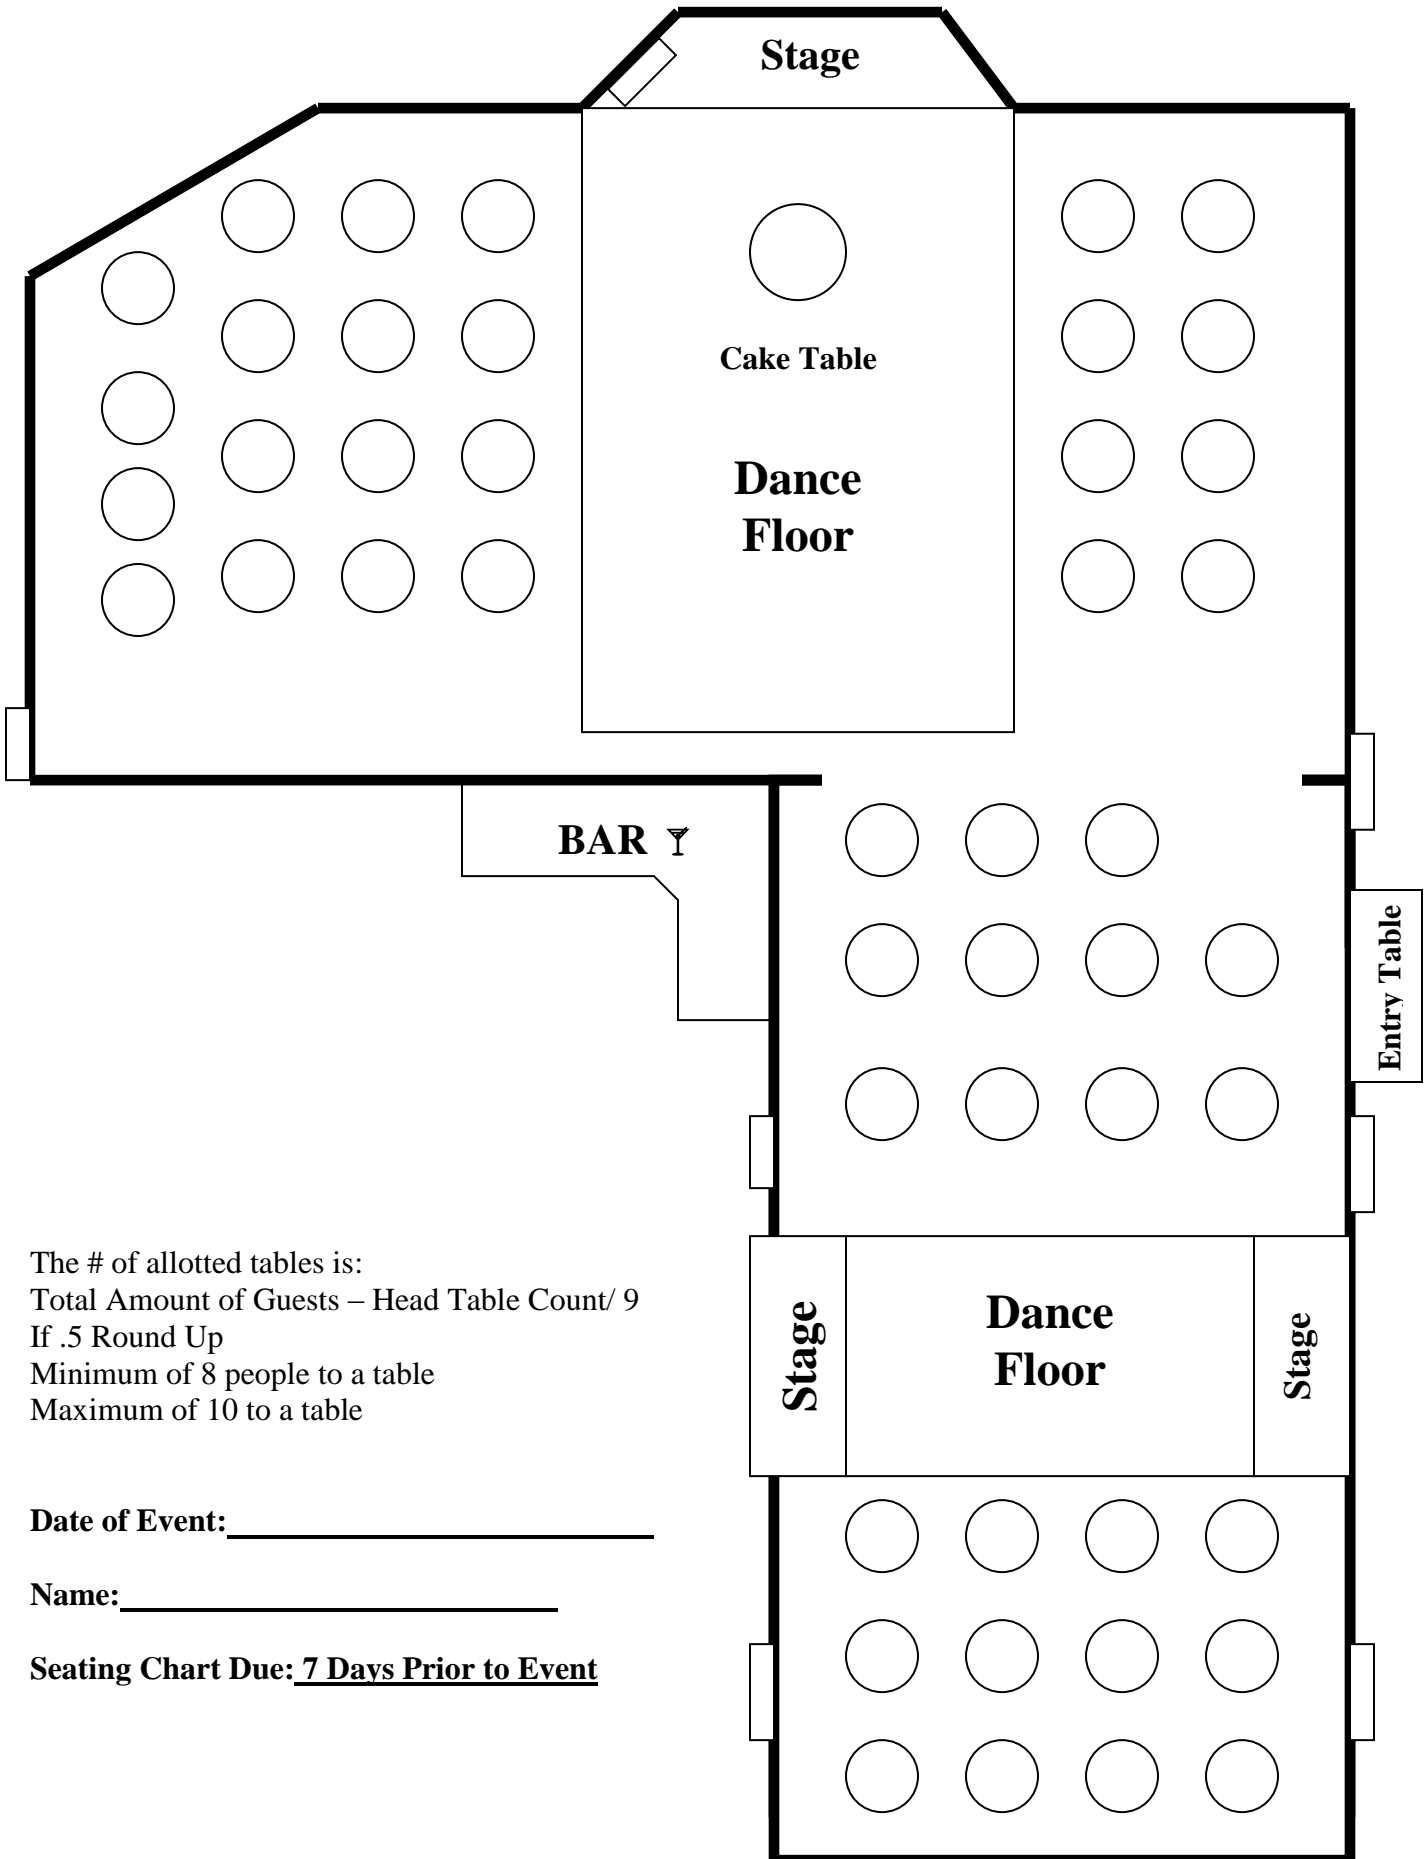 Stage
Cake Table
Dance
Floor
BAR
Entry Table
The # of allotted tables is:
Total Amount of Guests – Head Table Count/ 9
If .5 Round Up
Minimum of 8 people to a table
Maximum of 10 to a table
Stage
Dance
Floor
Stage
Date of Event:
Name:
Seating Chart Due: 7 Days Prior to Event